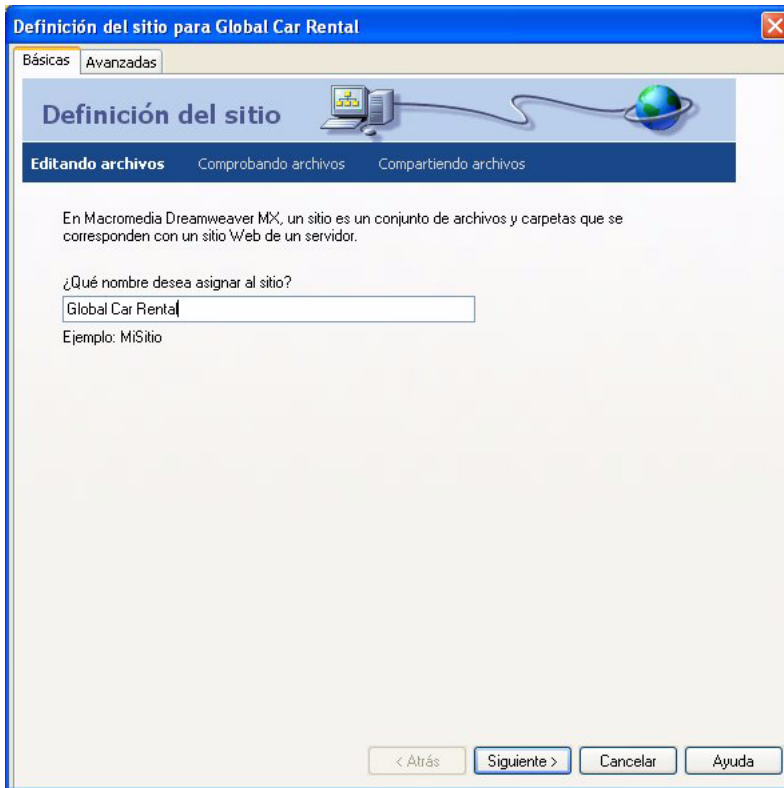 Definición del sitio para Global Car Rental
Básicas Avanzadas
Definición del sitio
Editando archivos Comprobando archivos Compartiendo archivos
En Macromedia Dreamweaver MX, un sitio es un conjunto de archivos y carpetas que se
corresponden con un sitio Web de un servidor.
¿Qué nombre desea asignar al sitio?
Global Car Rental
Ejemplo: MiSitio
< Atrás Siguiente > Cancelar Ayuda